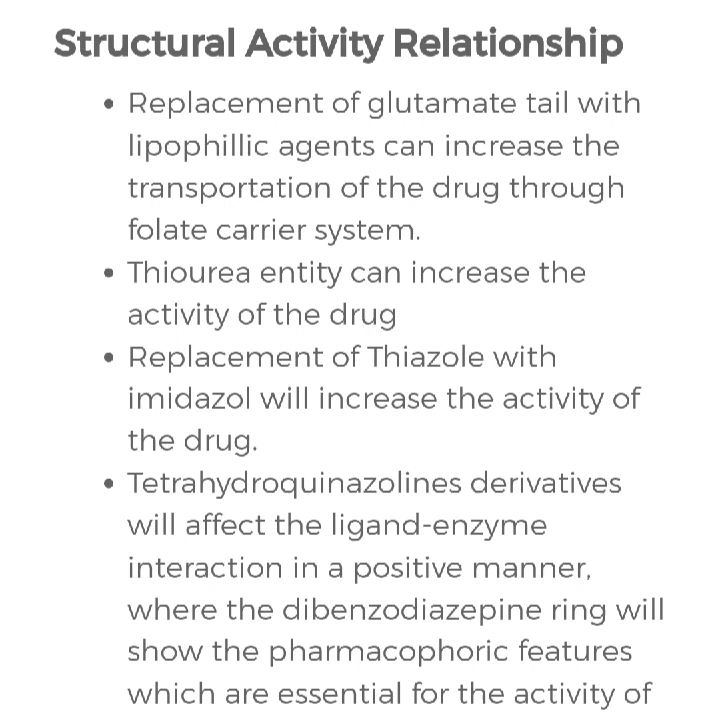 Structural Activity Relationship
• Replacement of glutamate tail with
lipophillic agents can increase the
transportation of the drug through
folate carrier system.
• Thiourea entity can increase the
activity of the drug
• Replacement of Thiazole with
imidazol will increase the activity of
the drug.
• Tetrahydroquinazolines derivatives
will affect the ligand-enzyme
interaction in a positive manner,
where the dibenzodiazepine ring will
show the pharmacophoric features
which are essential for the activity of